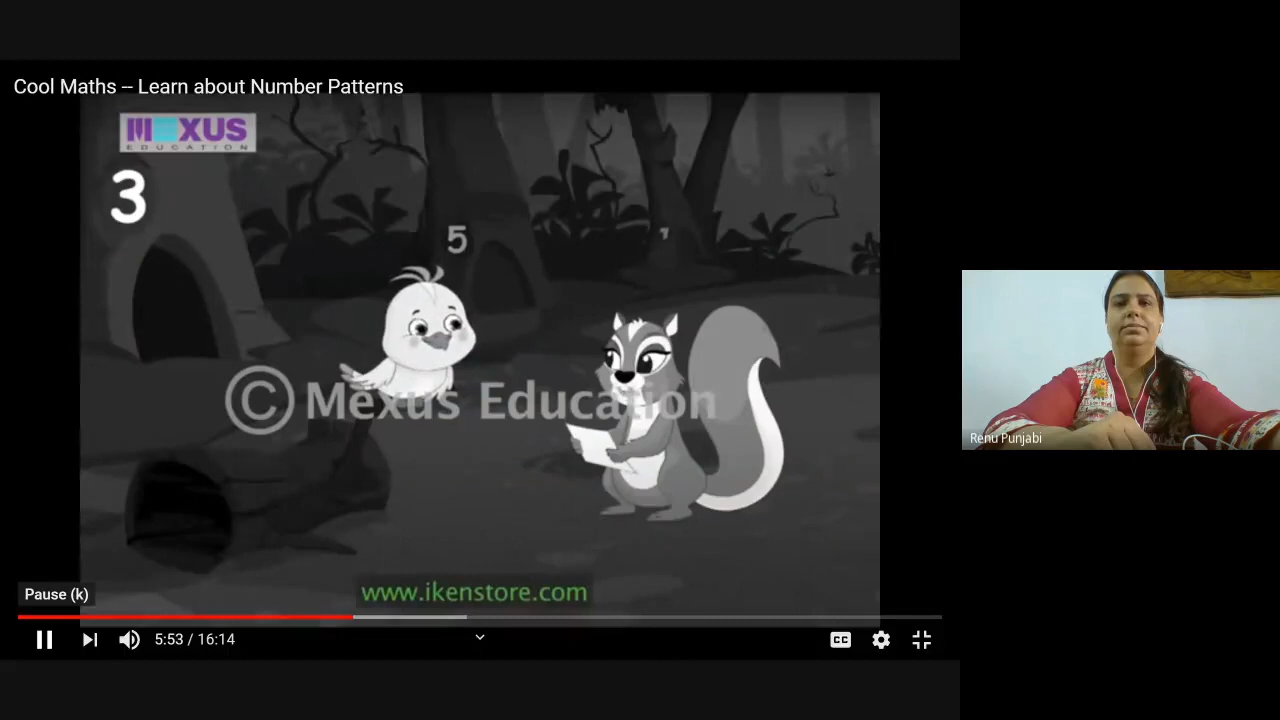 Cool Maths -- Learn about Number Patterns
MEXUS
EDUCATION
3
5
© Mexus Education
Renu Punjabi
www.ikenstore.com
Pause (k)
5:53 / 16:14
CC